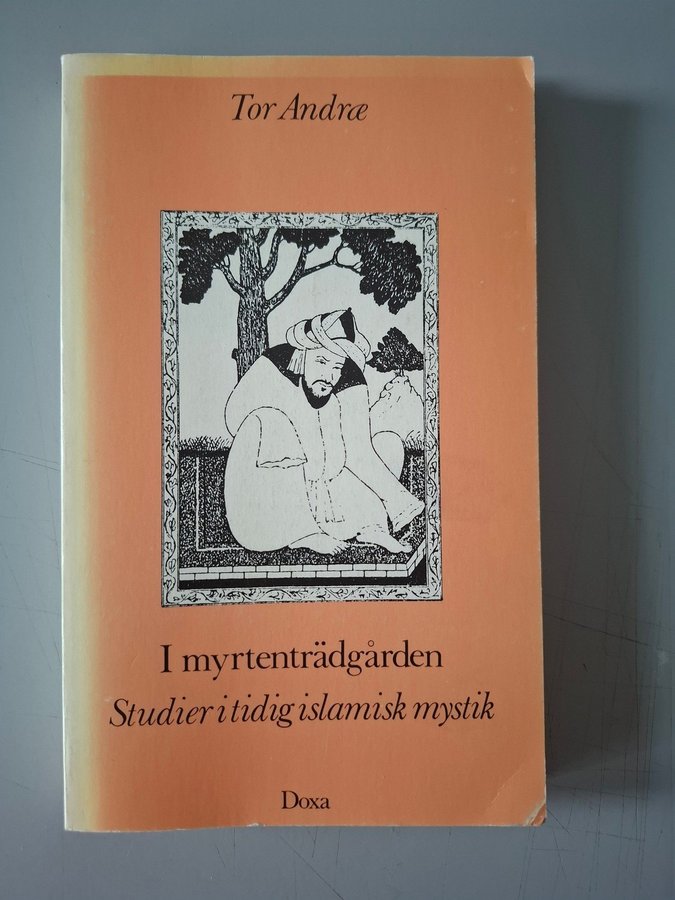 Tor Andræ
I myrtenträdgården
Studier i tidig islamisk mystik
Doxa